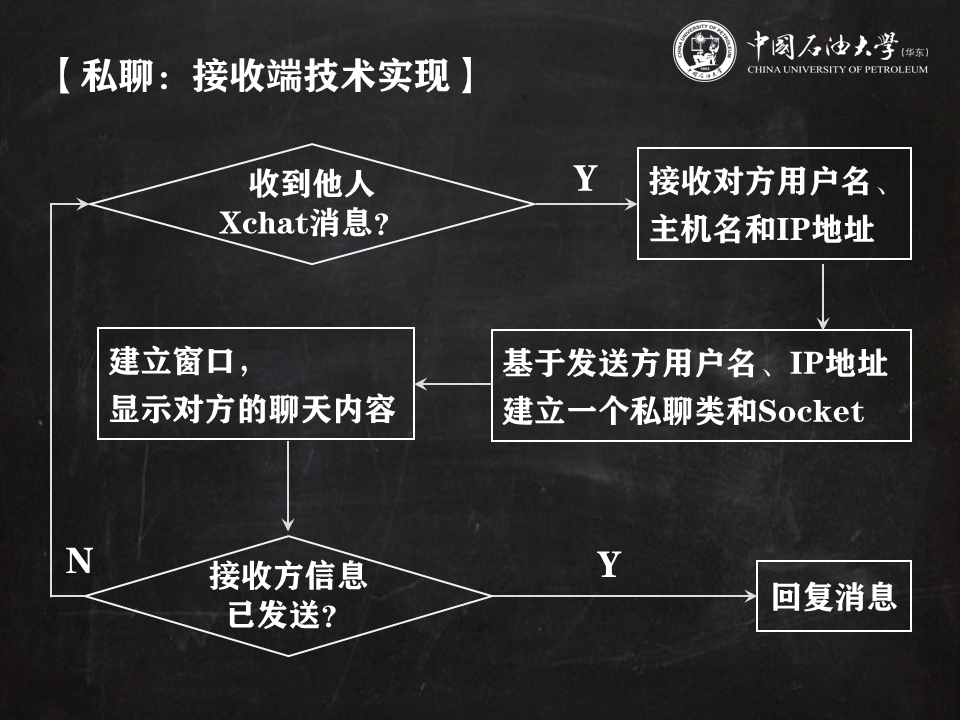 【私聊：接收端技术实现】
中国石油大学(华东)
CHINA UNIVERSITY OF PETROLEUM
收到他人
Xchat消息?
Y
接收对方用户名、
主机名和IP地址
建立窗口，
显示对方的聊天内容
基于发送方用户名、IP地址
建立一个私聊类和Socket
N
接收方信息
已发送?
Y
回复消息